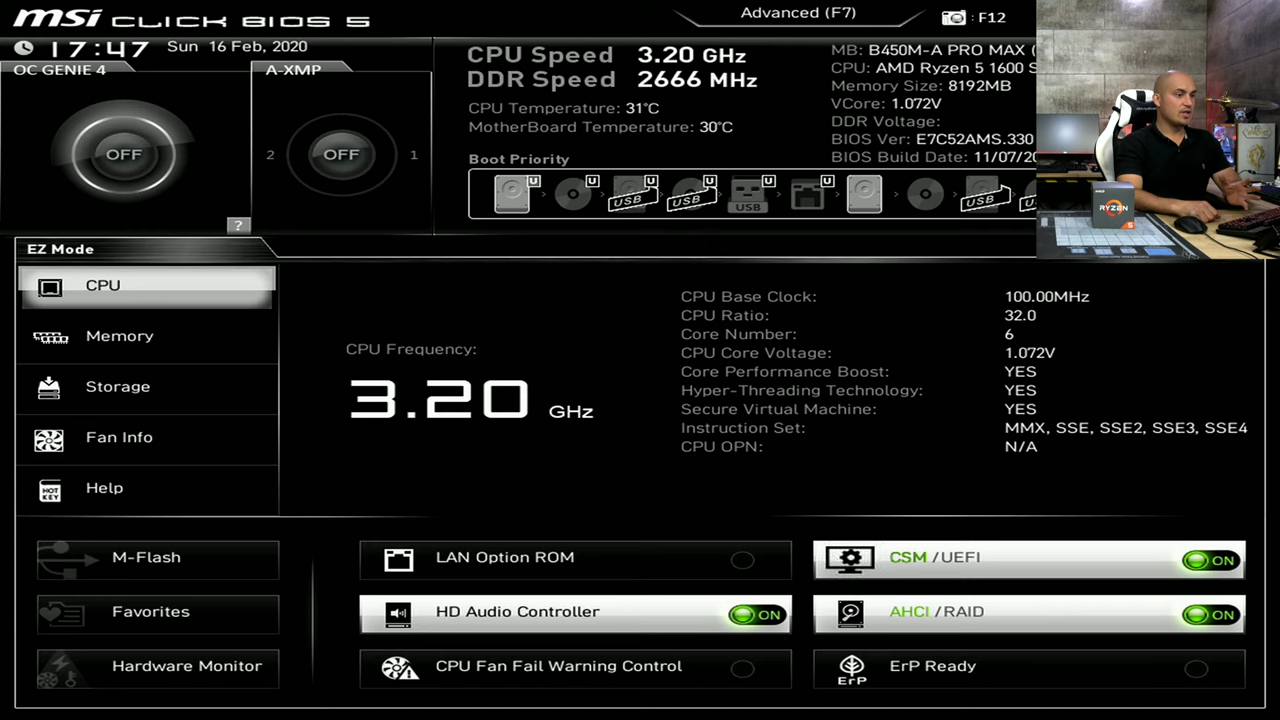 msi CLICK BIOS 5
Advanced (F7)
: F12
17:47 Sun 16 Feb, 2020
OC GENIE 4
A-XMP
OFF
2 OFF 1
?
CPU Speed 3.20 GHz
DDR Speed 2666 MHz
CPU Temperature: 31°C
MotherBoard Temperature: 30°C
MB: B450M-A PRO MAX (
CPU: AMD Ryzen 5 1600 S
Memory Size: 8192MB
VCore: 1.072V
DDR Voltage:
BIOS Ver: E7C52AMS.330
BIOS Build Date: 11/07/20
Boot Priority
U U U U U U
USB USB USB USB
RYZEN
5
EZ Mode
CPU
Memory
Storage
Fan Info
HOT KEY Help
CPU Frequency:
3.20 GHz
CPU Base Clock: 100.00MHz
CPU Ratio: 32.0
Core Number: 6
CPU Core Voltage: 1.072V
Core Performance Boost: YES
Hyper-Threading Technology: YES
Secure Virtual Machine: YES
Instruction Set: MMX, SSE, SSE2, SSE3, SSE4
CPU OPN: N/A
M-Flash
Favorites
Hardware Monitor
LAN Option ROM
HD Audio Controller ON
CPU Fan Fail Warning Control
CSM /UEFI ON
AHCI /RAID ON
ErP ErP Ready